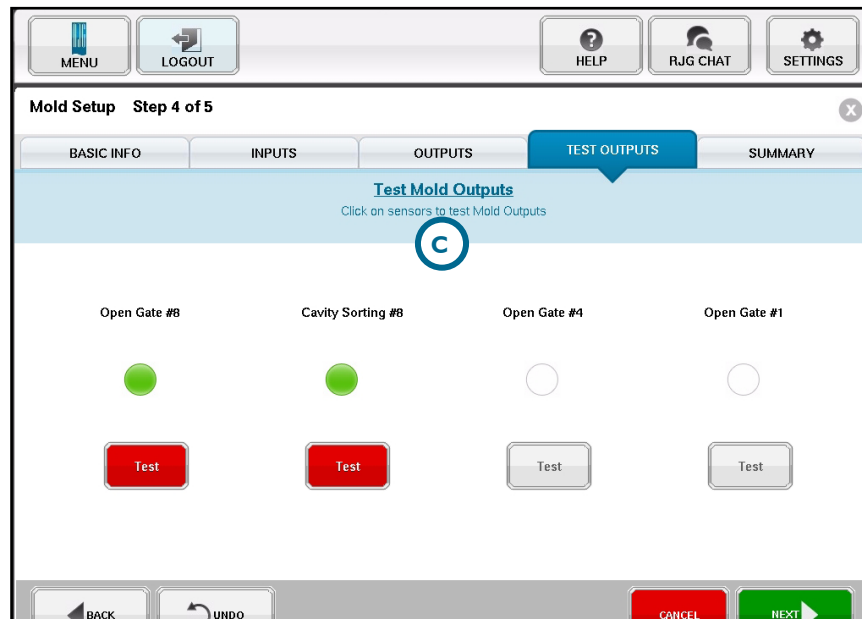 MENU
LOGOUT
HELP
RJG CHAT
SETTINGS
Mold Setup Step 4 of 5
X
BASIC INFO
INPUTS
OUTPUTS
TEST OUTPUTS
SUMMARY
Test Mold Outputs
Click on sensors to test Mold Outputs
C
Open Gate #8
Cavity Sorting #8
Open Gate #4
Open Gate #1
Test
Test
Test
Test
BACK
UNDO
CANCEL
NEXT